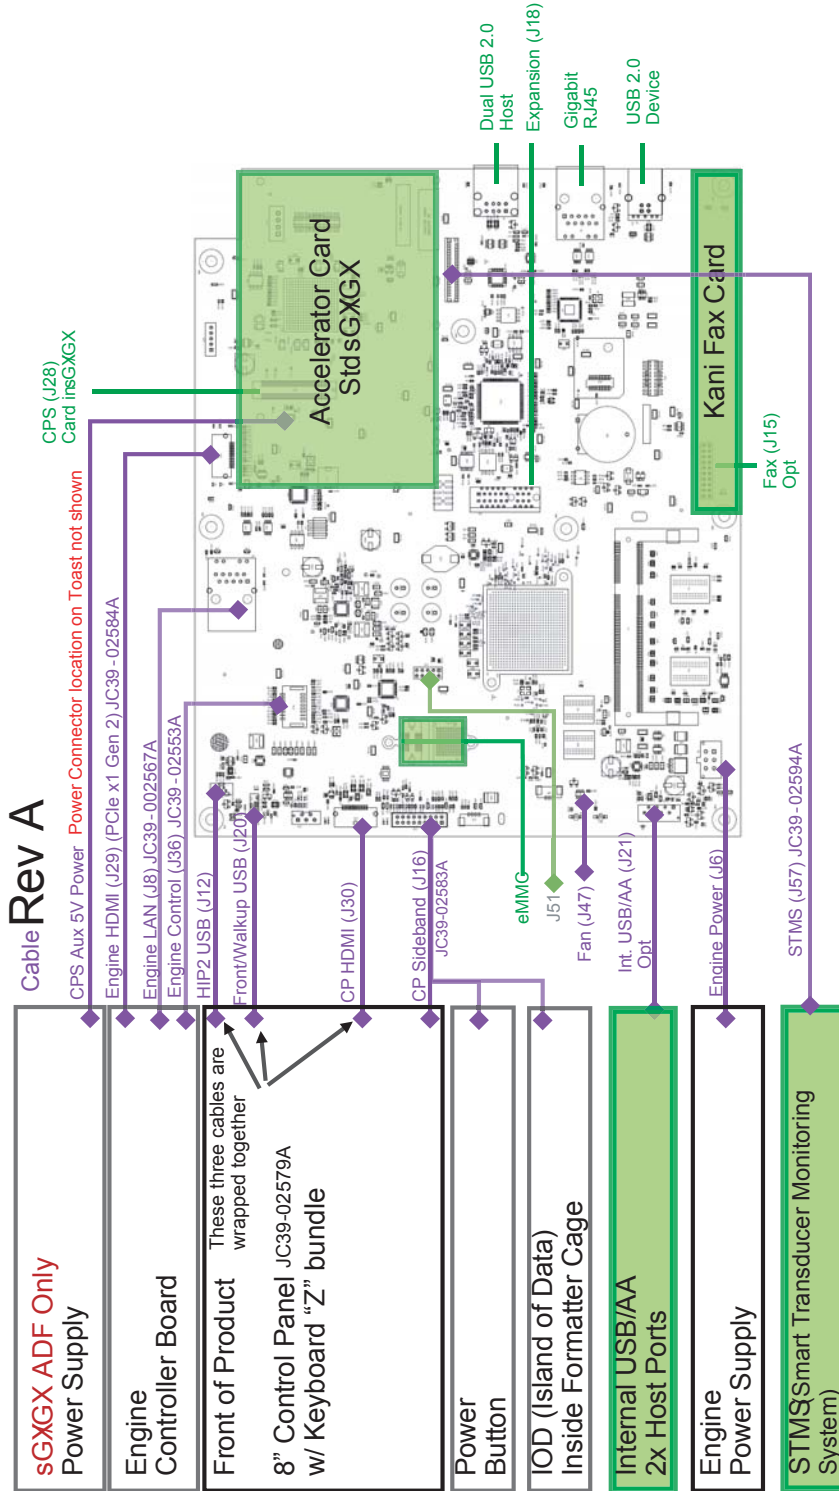 Cable Rev A
CPS Aux 5V Power Power Connector location on Toast not shown
Engine HDMI (J29) (PCIe x1 Gen 2) JC39-02584A
Engine LAN (J8) JC39-002567A
Engine Control (J36) JC39-02553A
HIP2 USB (J12)
Front/Walkup USB (J20)
CP HDMI (J30)
CP Sideband (J16)
JC39-02583A
eMMC
J51
Fan (J47)
Int. USB/AA (J21)
Opt
Engine Power (J6)
STMS (J57) JC39-02594A
sGXGX ADF Only
Power Supply
Engine
Controller Board
Front of Product
These three cables are
wrapped together
8” Control Panel JC39-02579A
w/ Keyboard “Z” bundle
Power
Button
IOD (Island of Data)
Inside Formatter Cage
Internal USB/AA
2x Host Ports
Engine
Power Supply
STMS(Smart Transducer Monitoring
System)
CPS (J28)
Card insGXGX
Accelerator Card
StdsGXGX
Dual USB 2.0
Host
Expansion (J18)
Gigabit
RJ45
USB 2.0
Device
Kani Fax Card
Fax (J15)
Opt